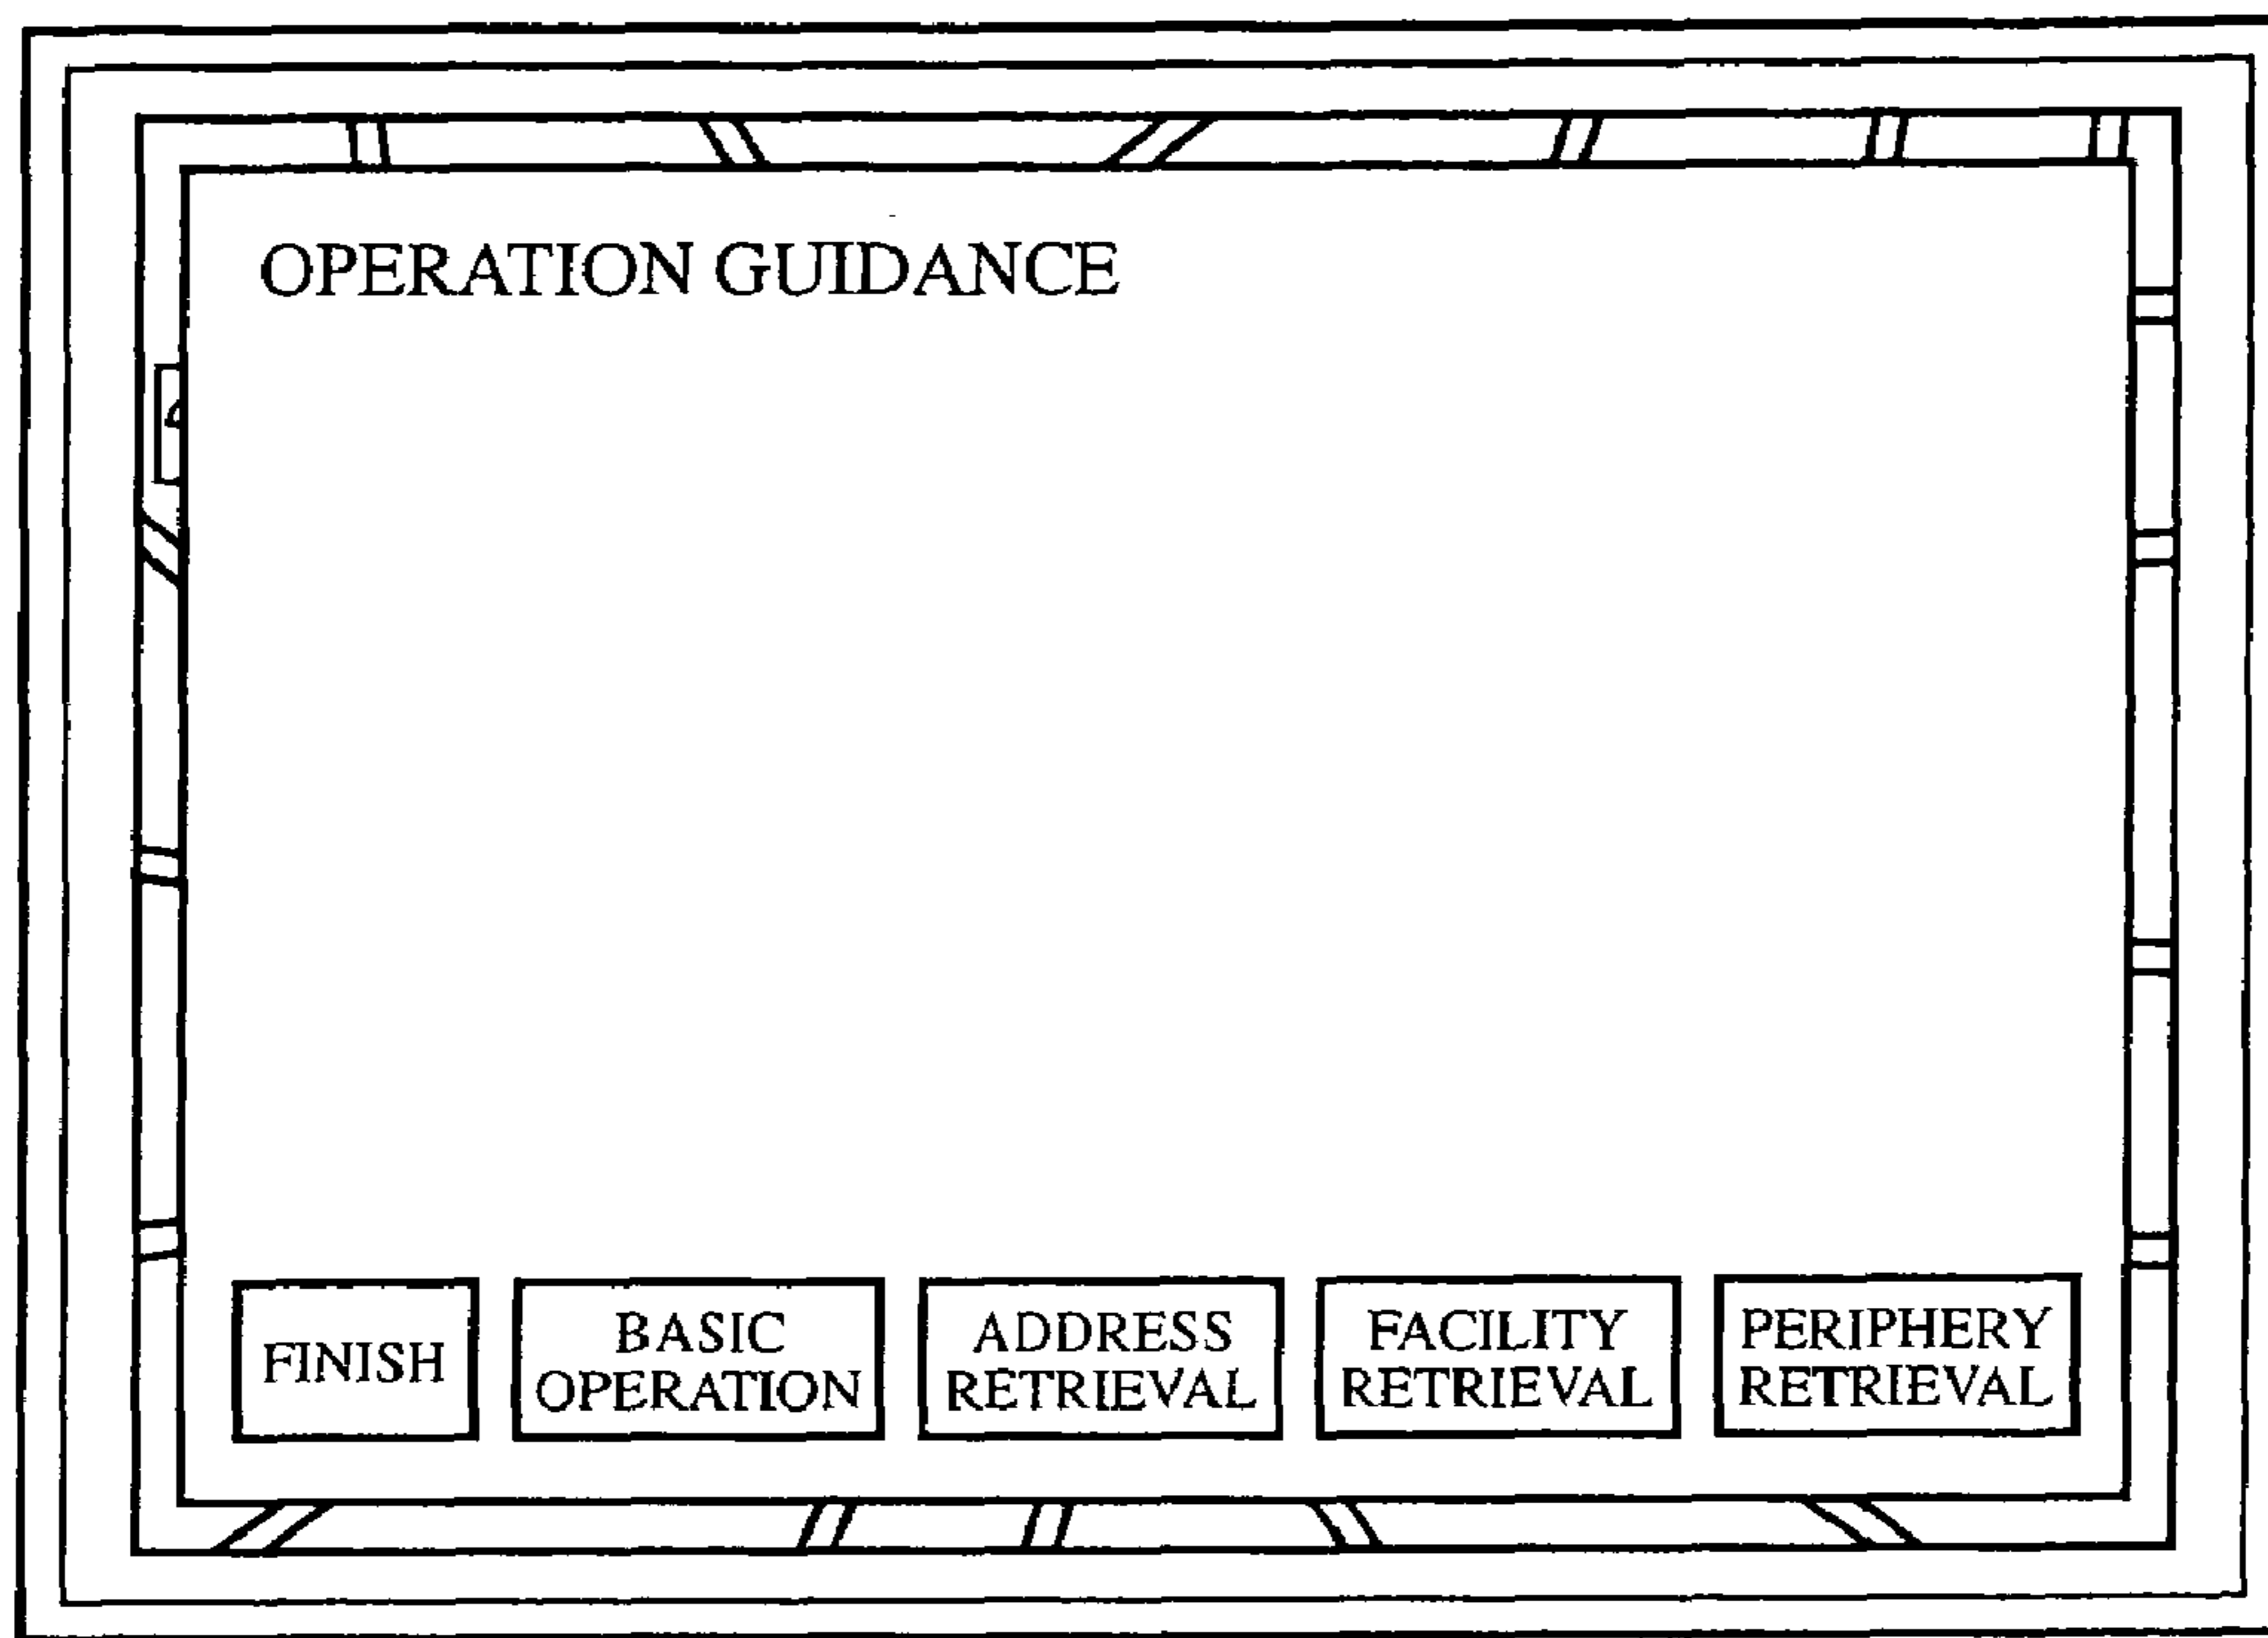 OPERATION GUIDANCE
FINISH
BASIC
OPERATION
ADDRESS
RETRIEVAL
FACILITY
RETRIEVAL
PERIPHERY
RETRIEVAL